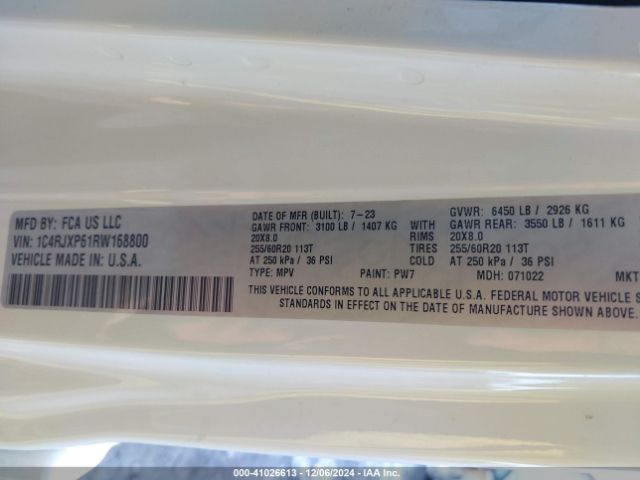 MFD BY: FCA US LLC
VIN: 1C4RJXP61RW168800
VEHICLE MADE IN: U.S.A.
DATE OF MFR (BUILT) 7-23
GAWR FRONT: 3100 LB / 1407 KG WITH
20X8.0 RIMS
255/60R20 113T TIRES
AT 250 kPa / 36 PSI COLD
TYPE: MPV PAINT: PW7
GVWR: 6450 LB / 2926 KG
GAWR REAR: 3550 LB / 1611 KG
20X8.0
255/60R20 113T
AT 250 kPa / 36 PSI
MDH: 071022 MKT
THIS VEHICLE CONFORMS TO ALL APPLICABLE U.S.A. FEDERAL MOTOR VEHICLE S
STANDARDS IN EFFECT ON THE DATE OF MANUFACTURE SHOWN ABOVE.
000-41026613 - 12/06/2024 - IAA Inc.